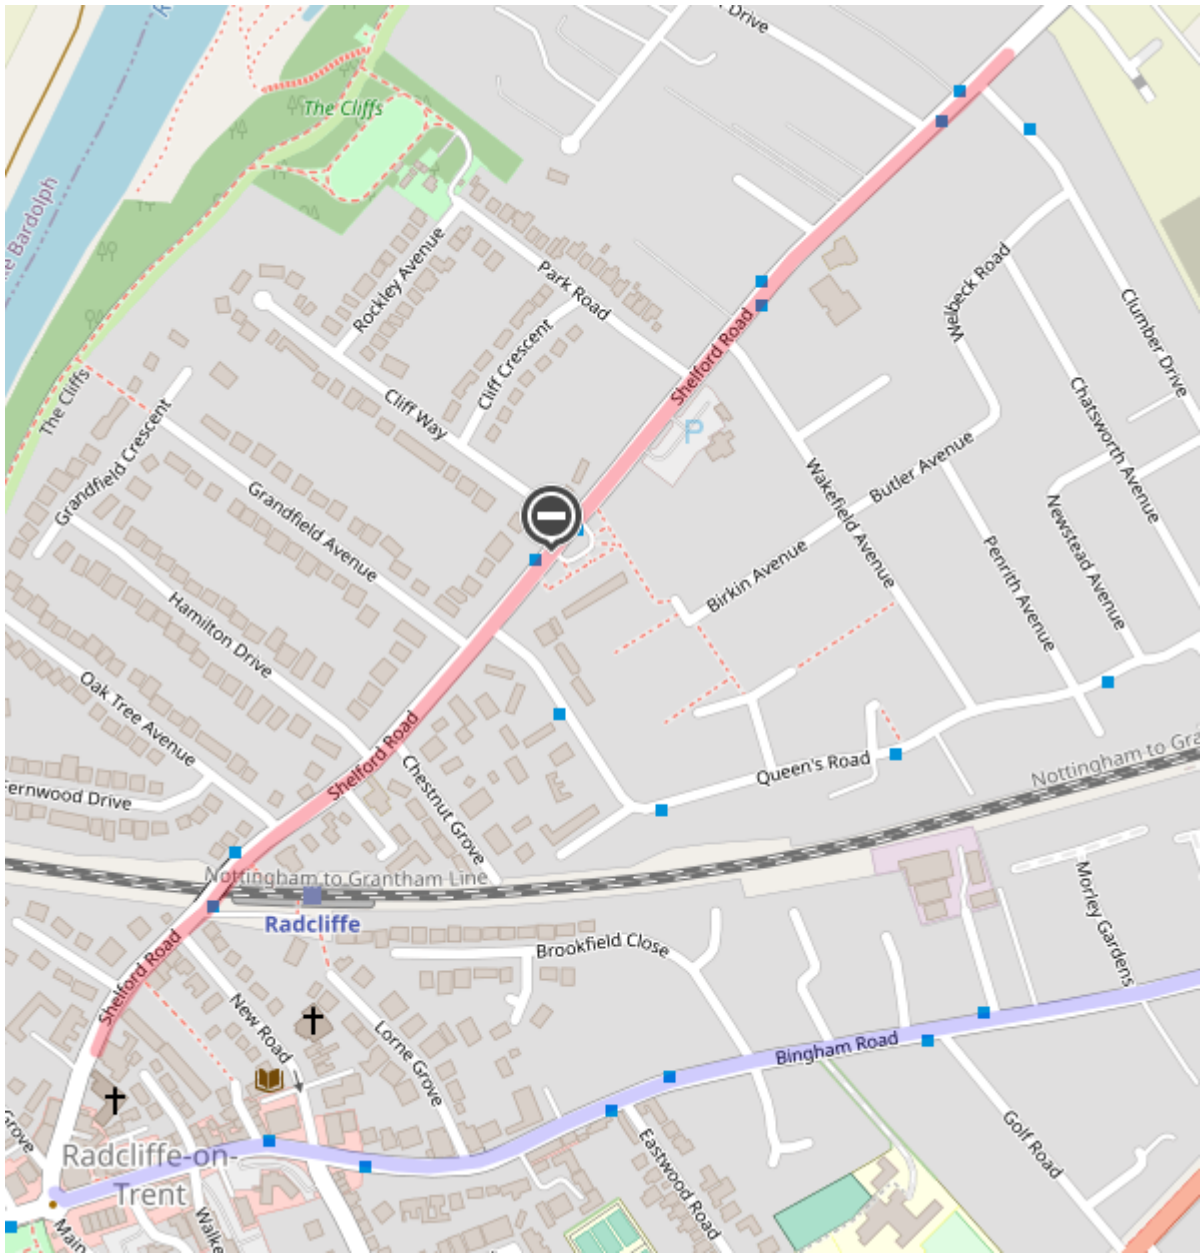 Drive
The Cliffs
ke Bardolph
Rockley Avenue
Park Road
Welbeck Road
Clumber Drive
Cliff Crescent
Shelford Road
The Cliffs
Cliff Way
P
Chatsworth Avenue
Grandfield Crescent
Grandfield Avenue
Wakefield Avenue
Butler Avenue
Newstead Avenue
Birkin Avenue
Penrith Avenue
Hamilton Drive
Oak Tree Avenue
Shelford Road
Queen's Road
Nottingham to Gra
ernwood Drive
Chestnut Grove
Nottingham to Grantham Line
Radcliffe
Brookfield Close
Morley Gardens
Shelford Road
New Road
Lorne Grove
Bingham Road
Grove
Radcliffe-on-
Trent
Eastwood Road
Golf Road
Main
Walke